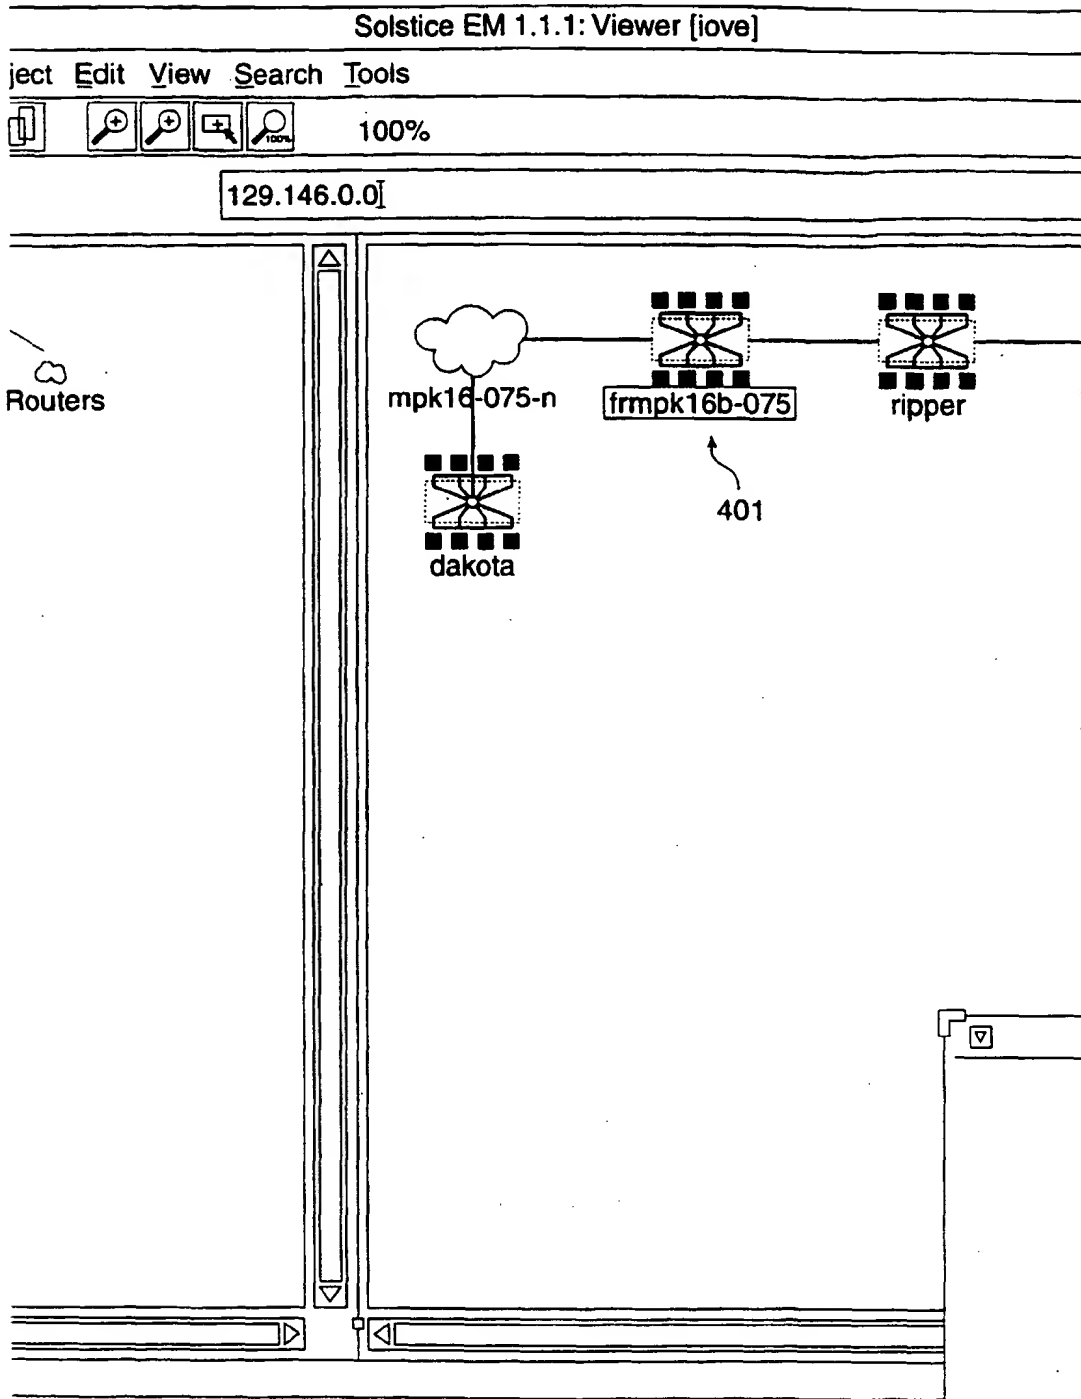 Solstice EM 1.1.1: Viewer [iove]
ject Edit View Search Tools
100%
100%
129.146.0.0
Routers
mpk16-075-n
frmpk16b-075
ripper
401
dakota